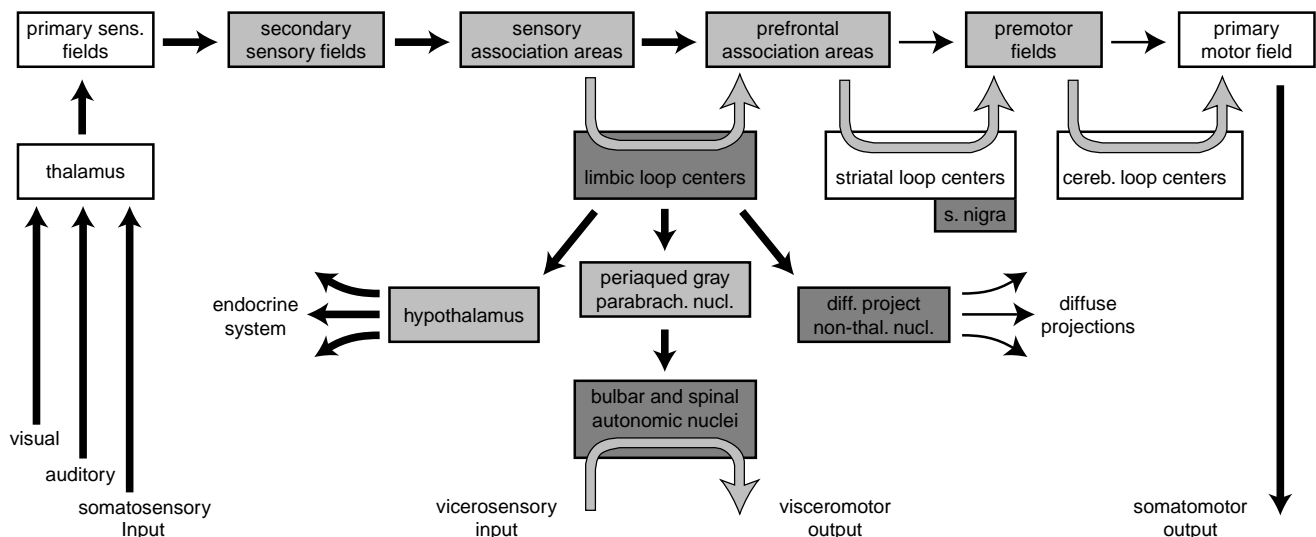 primary sens.
fields
secondary
sensory fields
sensory
association areas
prefrontal
association areas
premotor
fields
primary
motor field
thalamus
limbic loop centers
striatal loop centers
cereb. loop centers
s. nigra
endocrine
system
hypothalamus
periaqued gray
parabrach. nucl.
diff. project
non-thal. nucl.
diffuse
projections
bulbar and spinal
autonomic nuclei
visual
auditory
somatosensory
Input
vicerosensory
input
visceromotor
output
somatomotor
output